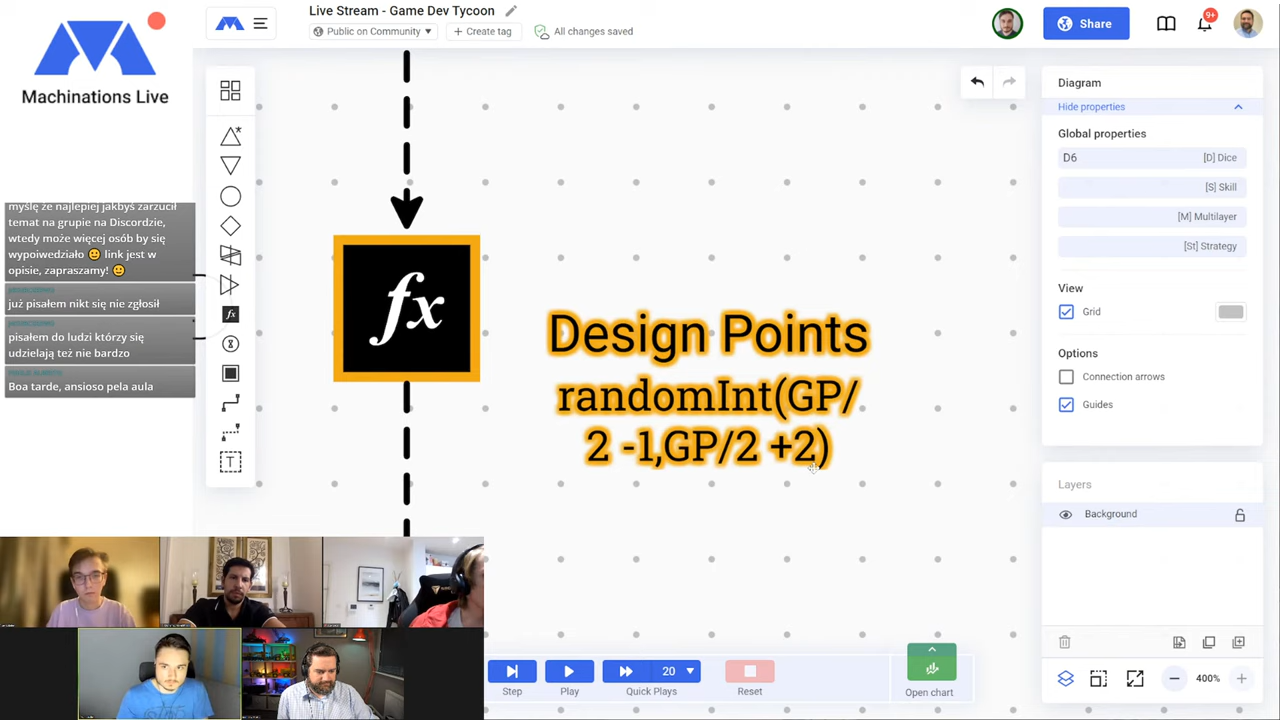 Machinations Live
Live Stream - Game Dev Tycoon
Public on Community
+ Create tag
All changes saved
Share
9+
Diagram
Hide properties
Global properties
D6 [D] Dice
[S] Skill
[M] Multilayer
[St] Strategy
View
Grid
Options
Connection arrows
Guides
Layers
Background
myślę że najlepiej jakbyś zarzucił
temat na grupie na Discordzie,
wtedy może więcej osób by się
wypoiwedziało 🙂 link jest w
opisie, zapraszamy! 🙂
już pisałem nikt się nie zgłosił
pisałem do ludzi którzy się
udzielają też nie bardzo
Boa tarde, ansioso pela aula
fx
T
fx
Design Points
randomInt(GP/
2 -1,GP/2 +2)
Step
Play
20
Quick Plays
Reset
Open chart
400%